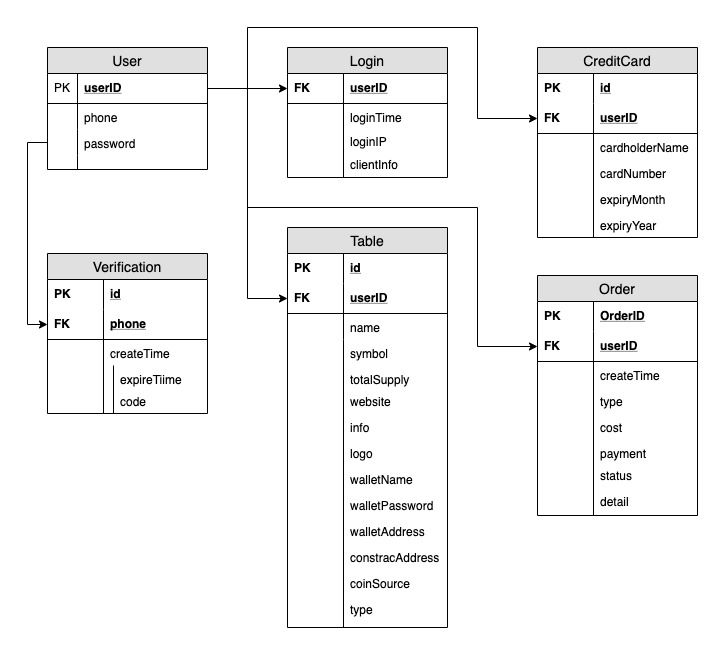 User
PK userID
phone
password
Login
FK userID
loginTime
loginIP
clientInfo
CreditCard
PK id
FK userID
cardholderName
cardNumber
expiryMonth
expiryYear
Verification
PK id
FK phone
createTime
expireTiime
code
Table
PK id
FK userID
name
symbol
totalSupply
website
info
logo
walletName
walletPassword
walletAddress
constracAddress
coinSource
type
Order
PK OrderID
FK userID
createTime
type
cost
payment
status
detail